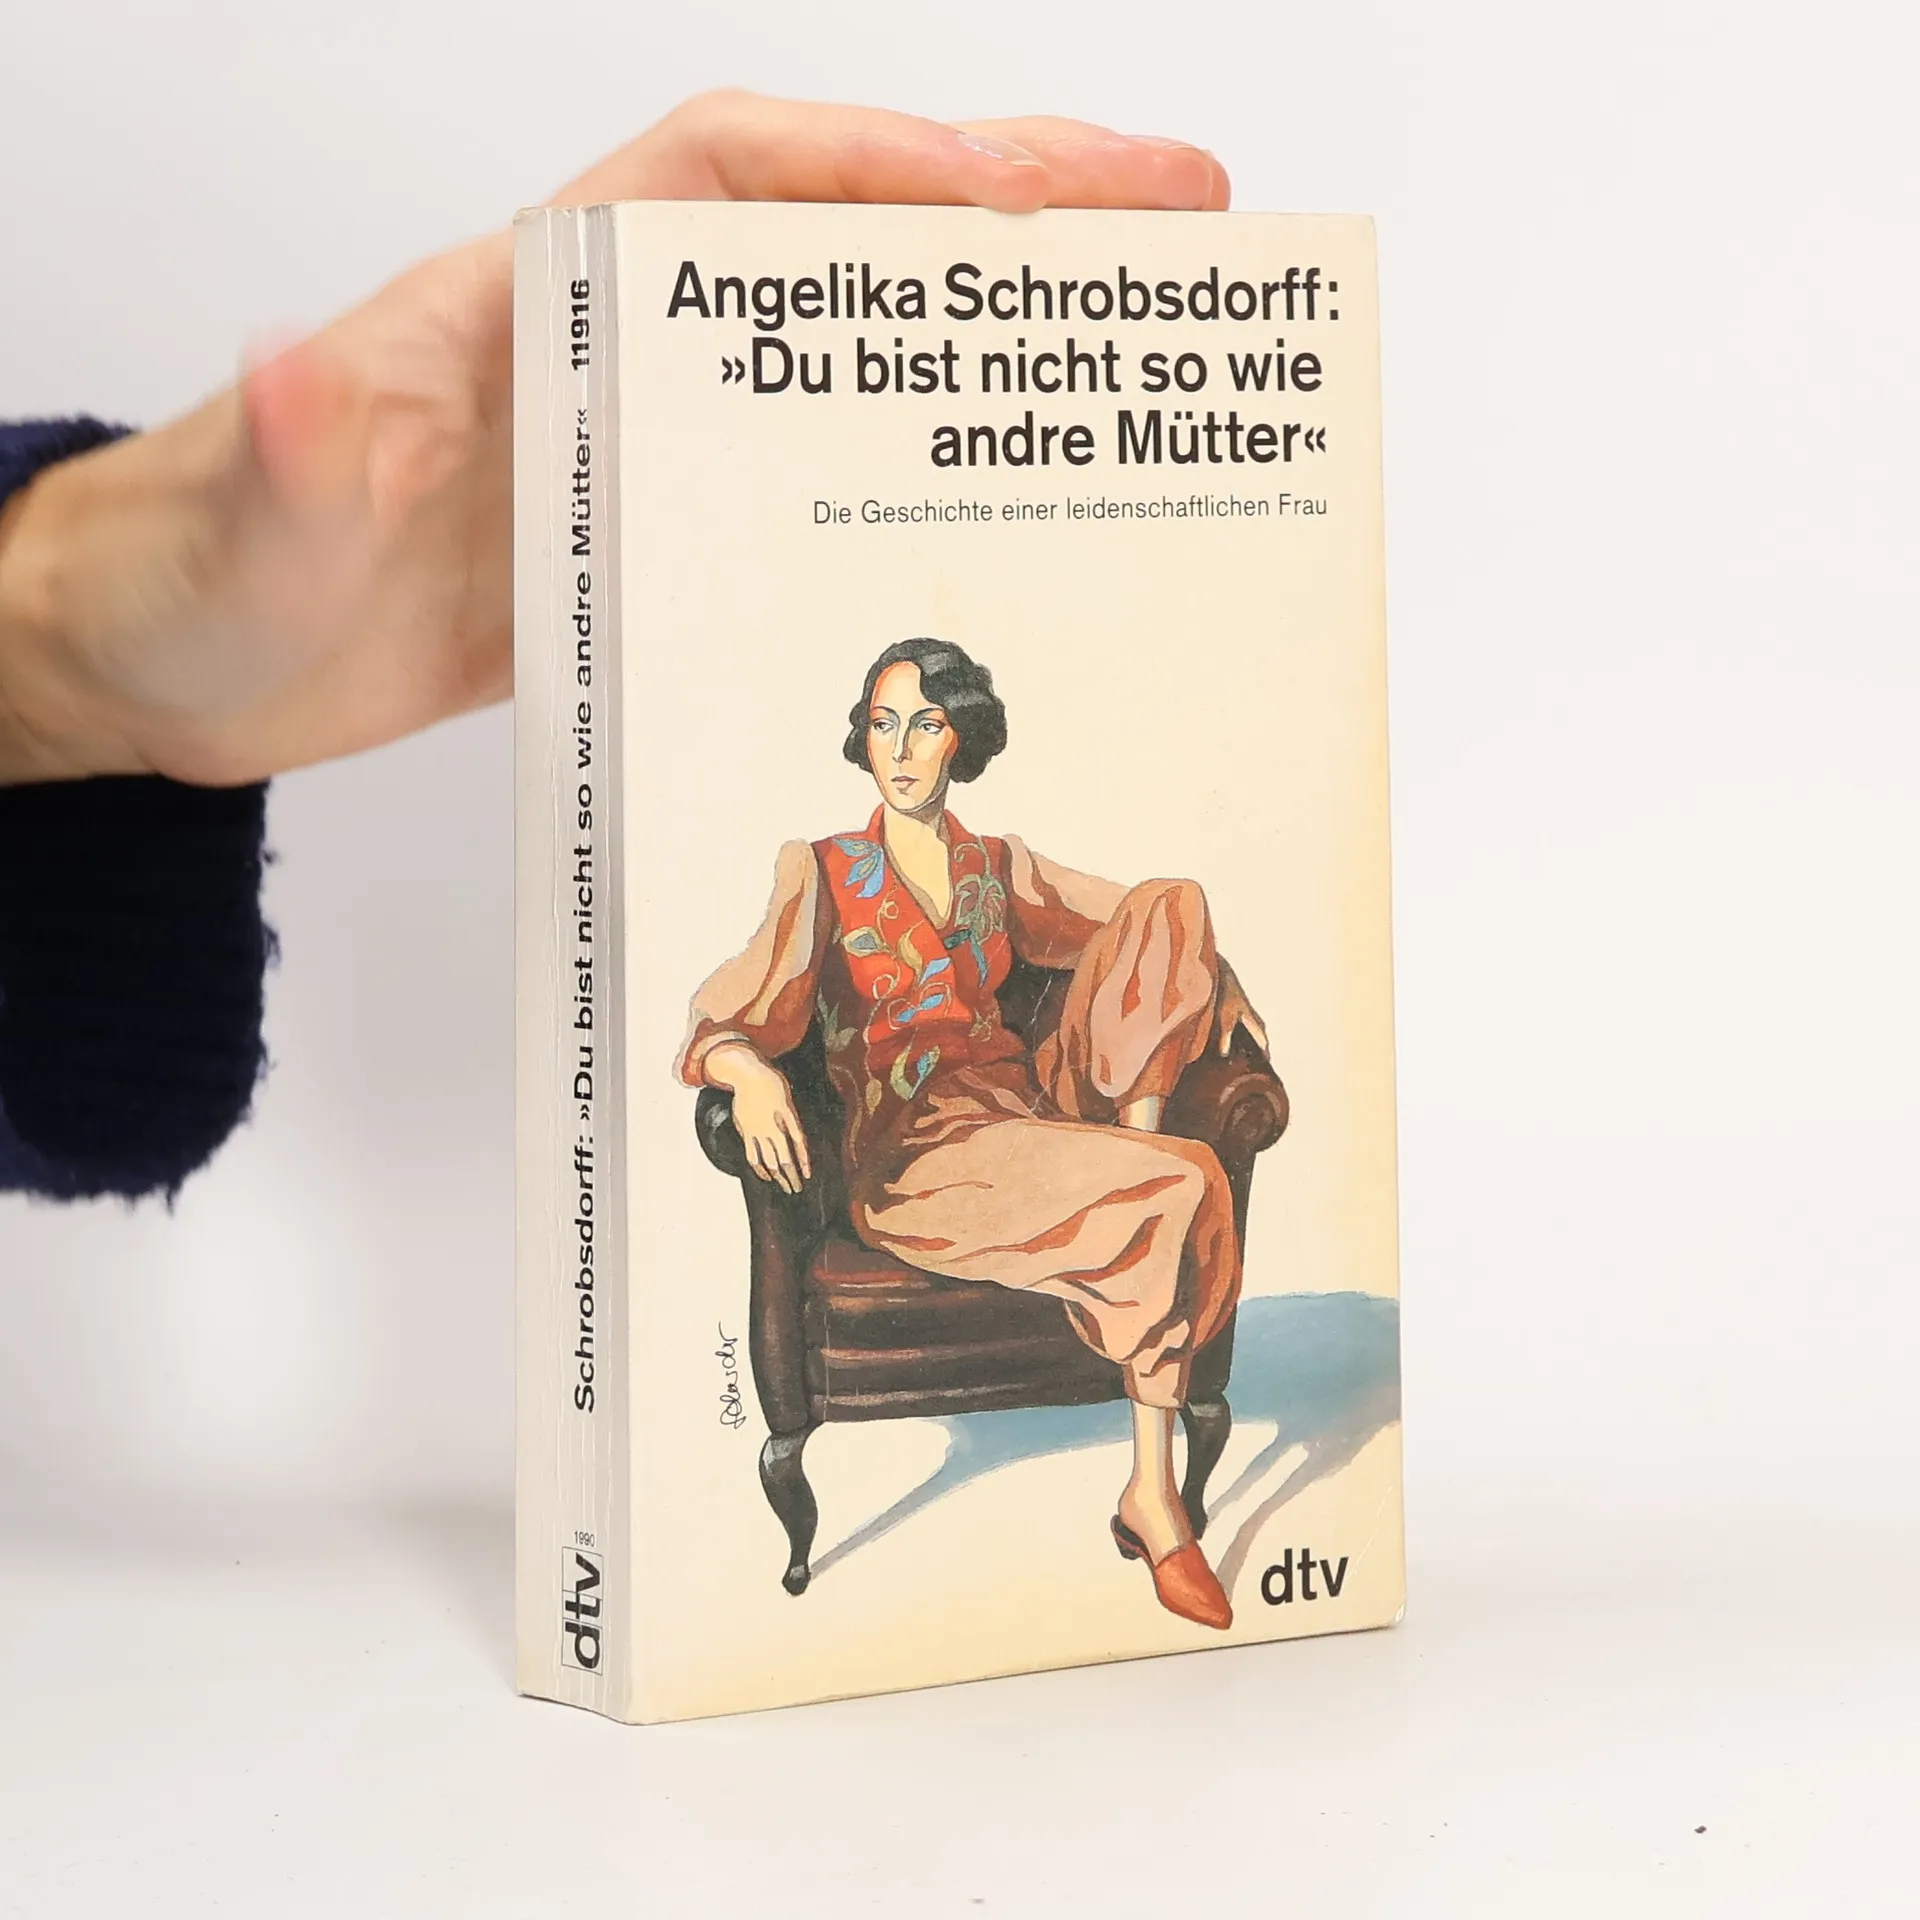 Angelika Schrobsdorff:
»Du bist nicht so wie
andre Mütter«
Die Geschichte einer leidenschaftlichen Frau
dtv
Schrobsdorff: »Du bist nicht so wie andre Mütter« 11916
1990
dtv